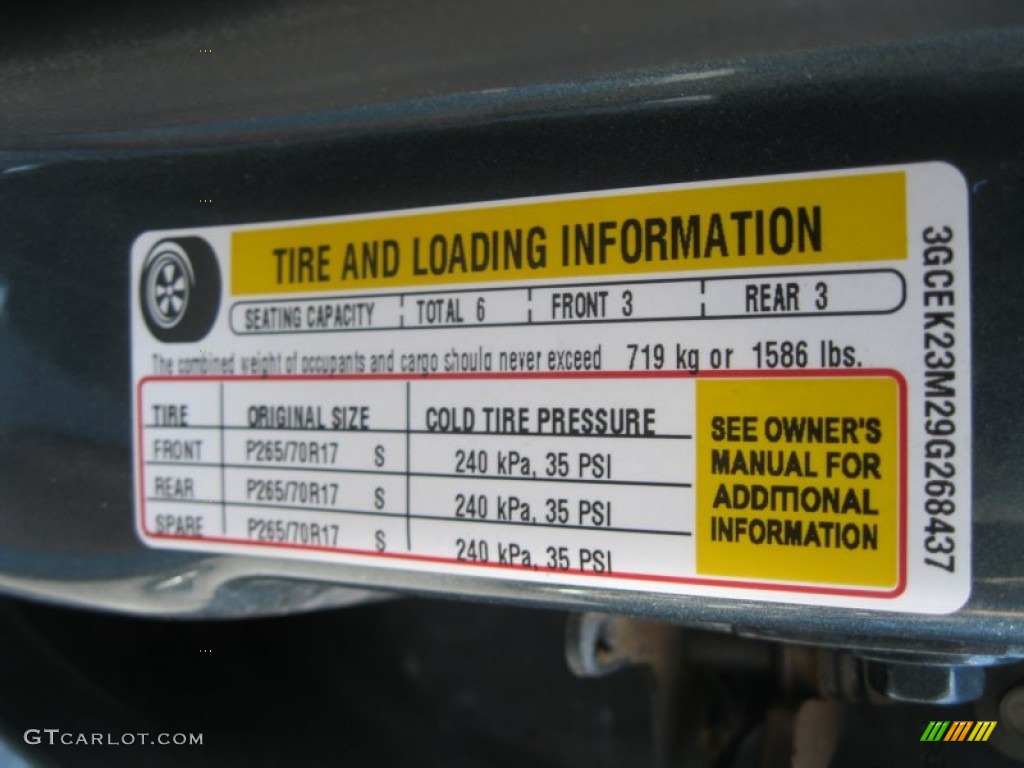 TIRE AND LOADING INFORMATION
SEATING CAPACITY TOTAL 6 FRONT 3 REAR 3
The combined weight of occupants and cargo should never exceed 719 kg or 1586 lbs.
TIRE ORIGINAL SIZE COLD TIRE PRESSURE
FRONT P265/70R17 S 240 kPa, 35 PSI
REAR P265/70R17 S 240 kPa, 35 PSI
SPARE P265/70R17 S 240 kPa, 35 PSI
SEE OWNER'S
MANUAL FOR
ADDITIONAL
INFORMATION
3GCEK23M29G268437
GTCARLOT.COM